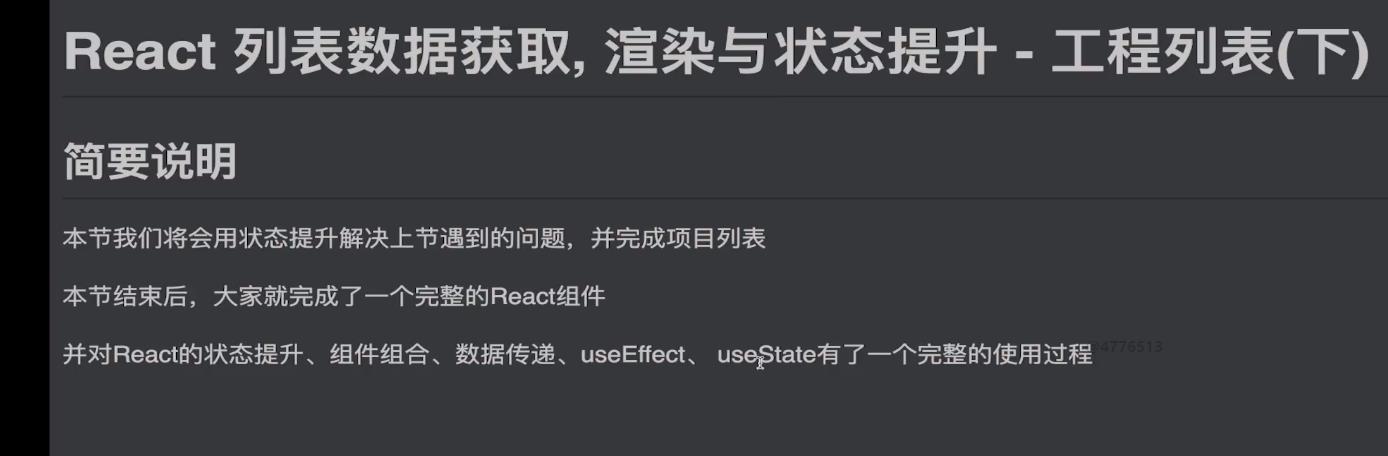 React 列表数据获取, 渲染与状态提升 - 工程列表(下)
简要说明
本节我们将会用状态提升解决上节遇到的问题，并完成项目列表
本节结束后，大家就完成了一个完整的React组件
并对React的状态提升、组件组合、数据传递、useEffect、 useState有了一个完整的使用过程
@4776513